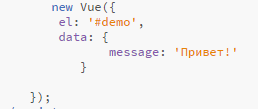 new Vue({
el: '#demo',
data: {
message: 'Привет!'
}
});